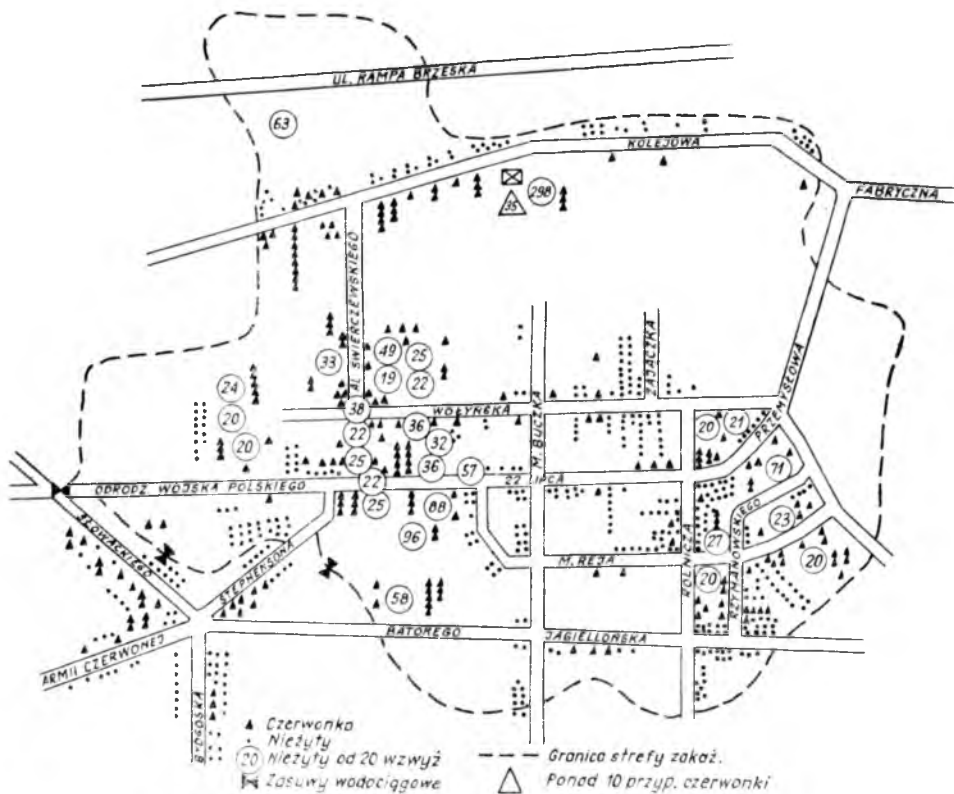 UL. RAMPA BRZESKA
63
KOLEJOWA
FABRYCZNA
35
298
AL ŚWIERCZEWSKIEGO
ZAJĄCZKA
PRZEMYSŁOWA
49
25
33
19
22
24
20
20
38
WOŁYŃSKA
M. BUCZKA
20
21
22
36
32
25
36
57
22 LIPCA
71
ODRODZ WOJSKA POLSKIEGO
22
25
88
96
RZYMANOWSKIEGO
23
27
20
SŁOWACKIEGO
STEPHENSONA
M. REJA
ROLNICZA
20
58
BATOREGO
JAGIELLOŃSKA
ARMII CZERWONEJ
BYDGOSKA
Czerwonka
Nieżyty
20 Nieżyty od 20 wzwyż
Zasuwy wodociągowe
Granica strefy zakaź.
Ponad 10 przyp. czerwonki